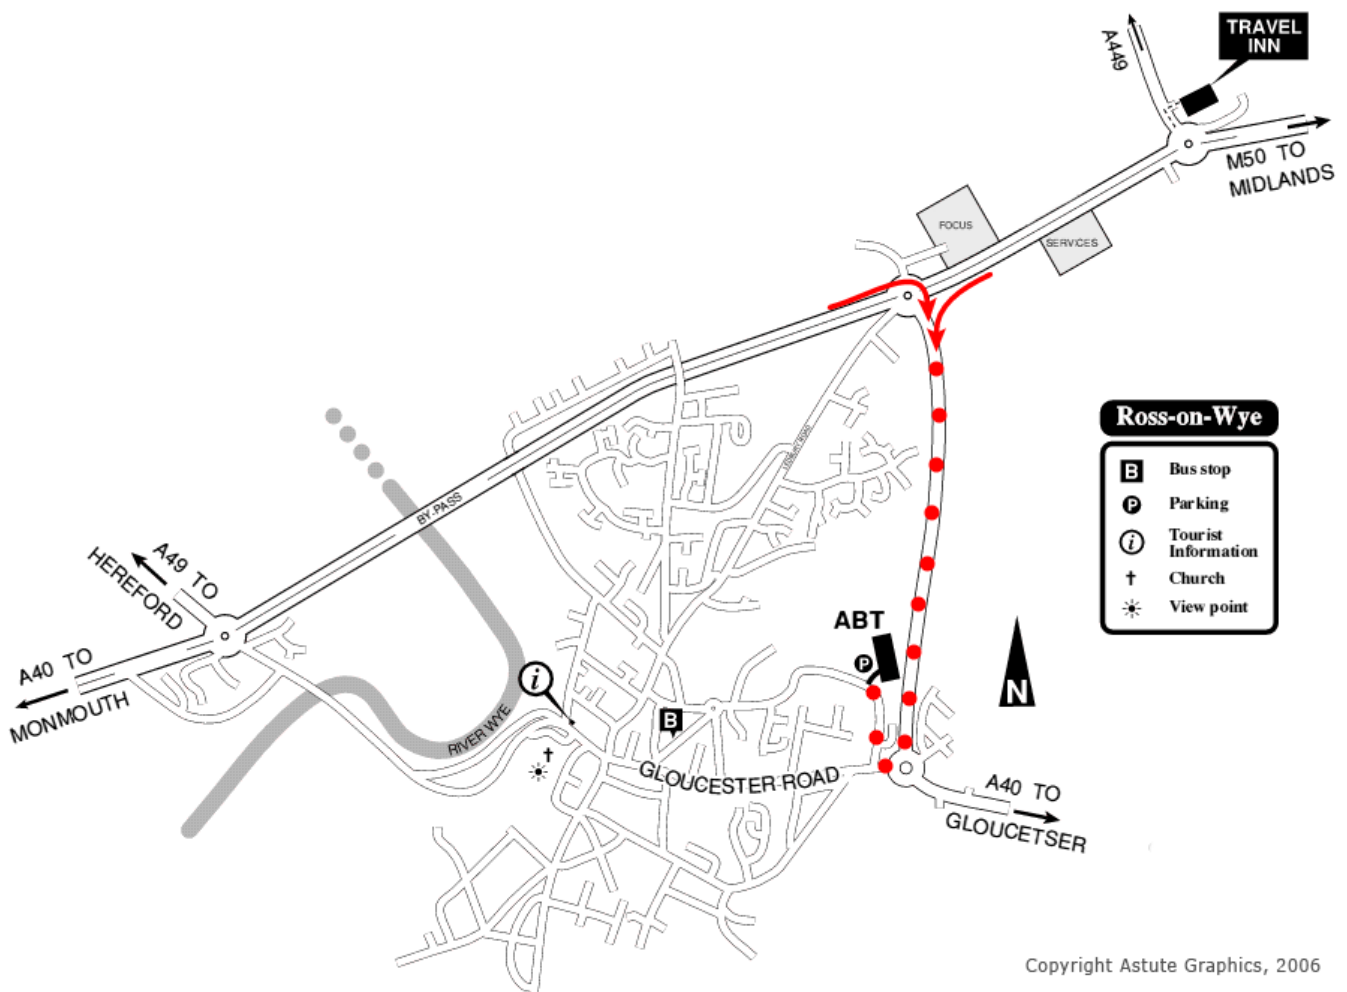 TRAVEL
INN
A449
M50 TO
MIDLANDS
FOCUS
SERVICES
LEDBURY ROAD
BY-PASS
Ross-on-Wye
B Bus stop
P Parking
i Tourist
Information
Church
View point
A49 TO
HEREFORD
A40 TO
MONMOUTH
ABT
P
i
B
N
RIVER WYE
GLOUCESTER ROAD
A40 TO
GLOUCETSER
Copyright Astute Graphics, 2006